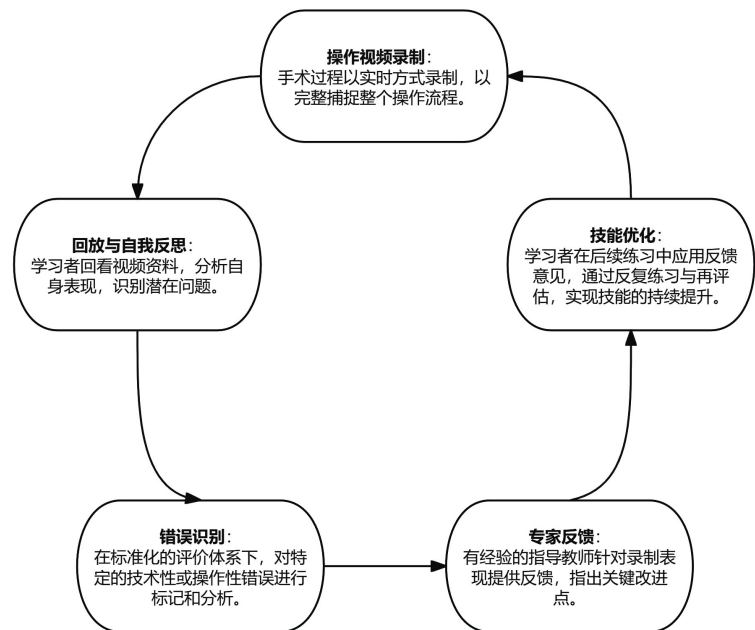 操作视频录制：
手术过程以实时方式录制，以
完整捕捉整个操作流程。
回放与自我反思：
学习者回看视频资料，分析自
身表现，识别潜在问题。
技能优化：
学习者在后续练习中应用反馈
意见，通过反复练习与再评
估，实现技能的持续提升。
错误识别：
在标准化的评价体系下，对特
定的技术性或操作性错误进行
标记和分析。
专家反馈：
有经验的指导教师针对录制表
现提供反馈，指出关键改进
点。